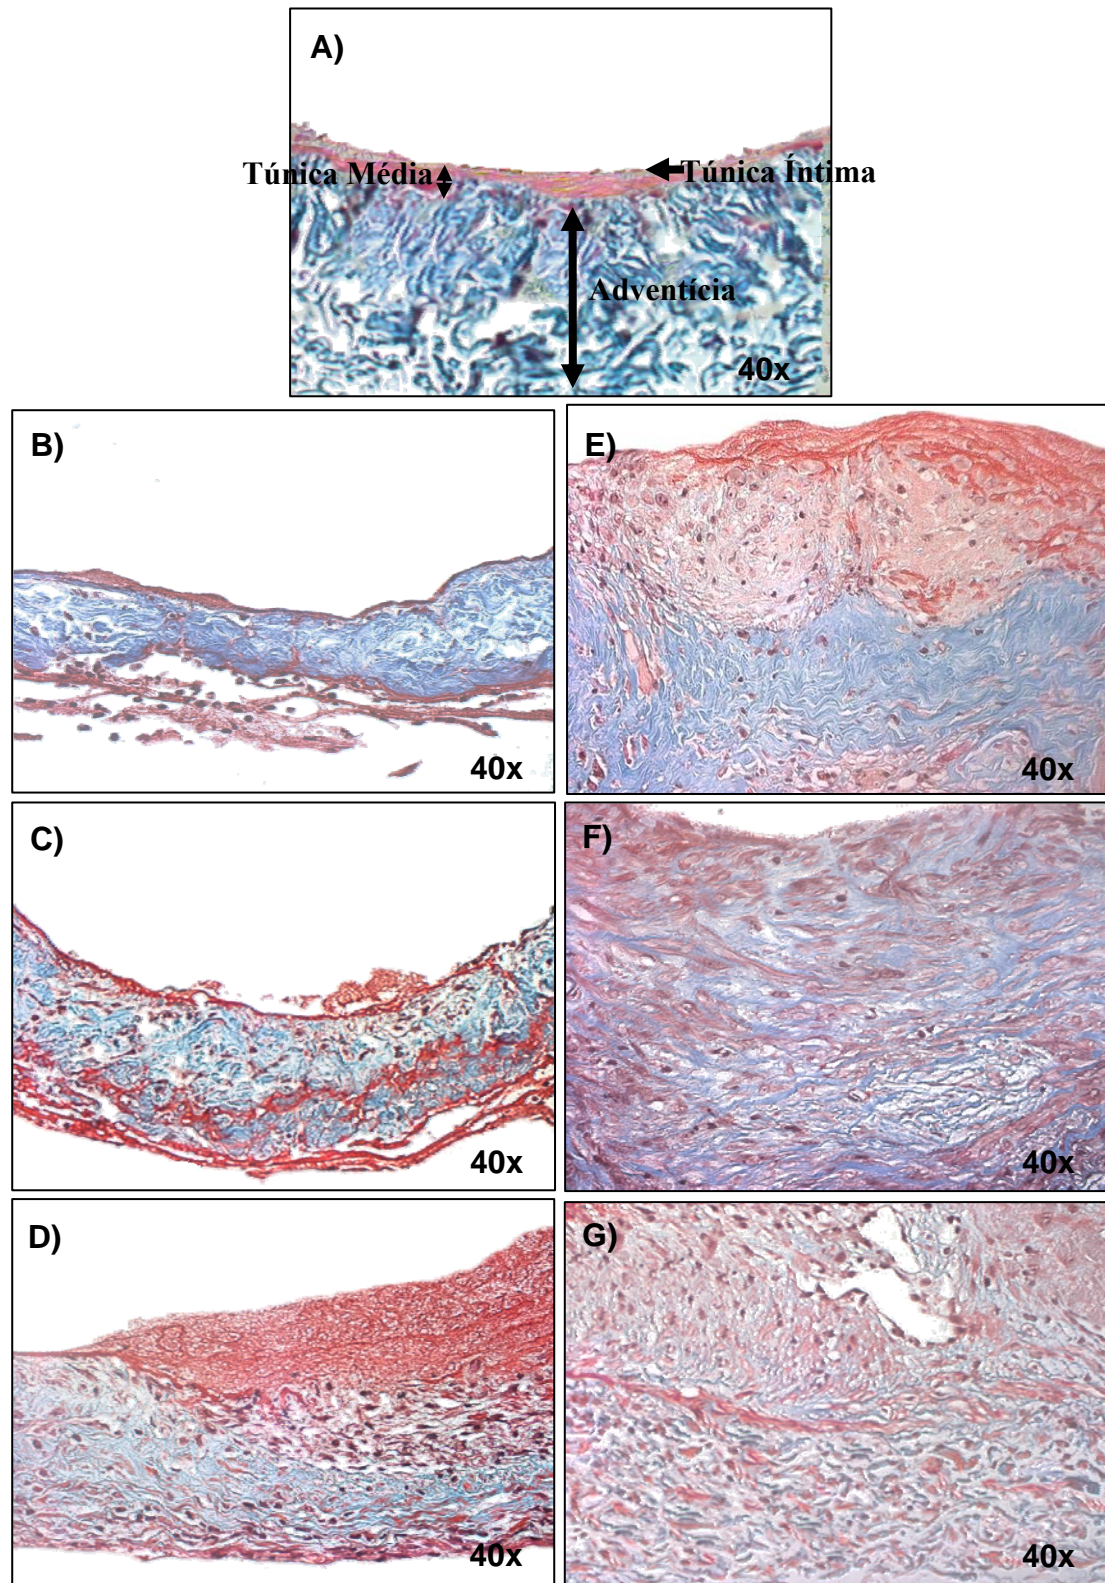 A)
Túnica Média
Túnica Íntima
Adventícia
40x
B)
40x
E)
40x
C)
40x
F)
40x
D)
40x
G)
40x